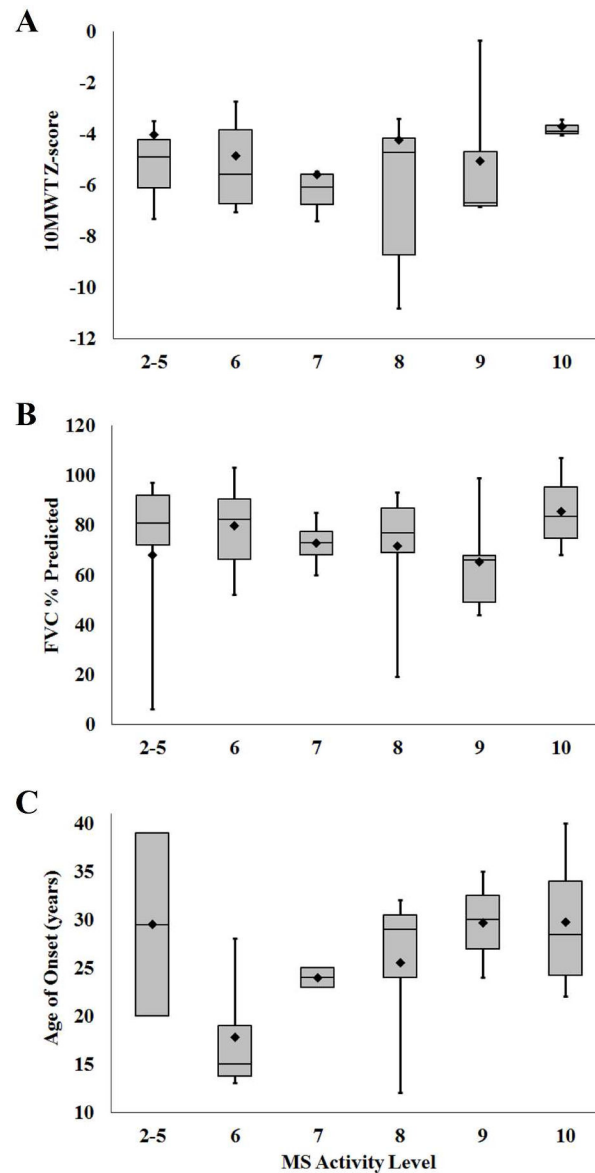 A
0
-2
-4
-6
-8
-10
-12
10MWTZ-score
2-5 6 7 8 9 10
B
120
100
80
60
40
20
0
FVC % Predicted
2-5 6 7 8 9 10
C
40
35
30
25
20
15
10
Age of Onset (years)
2-5 6 7 8 9 10
MS Activity Level